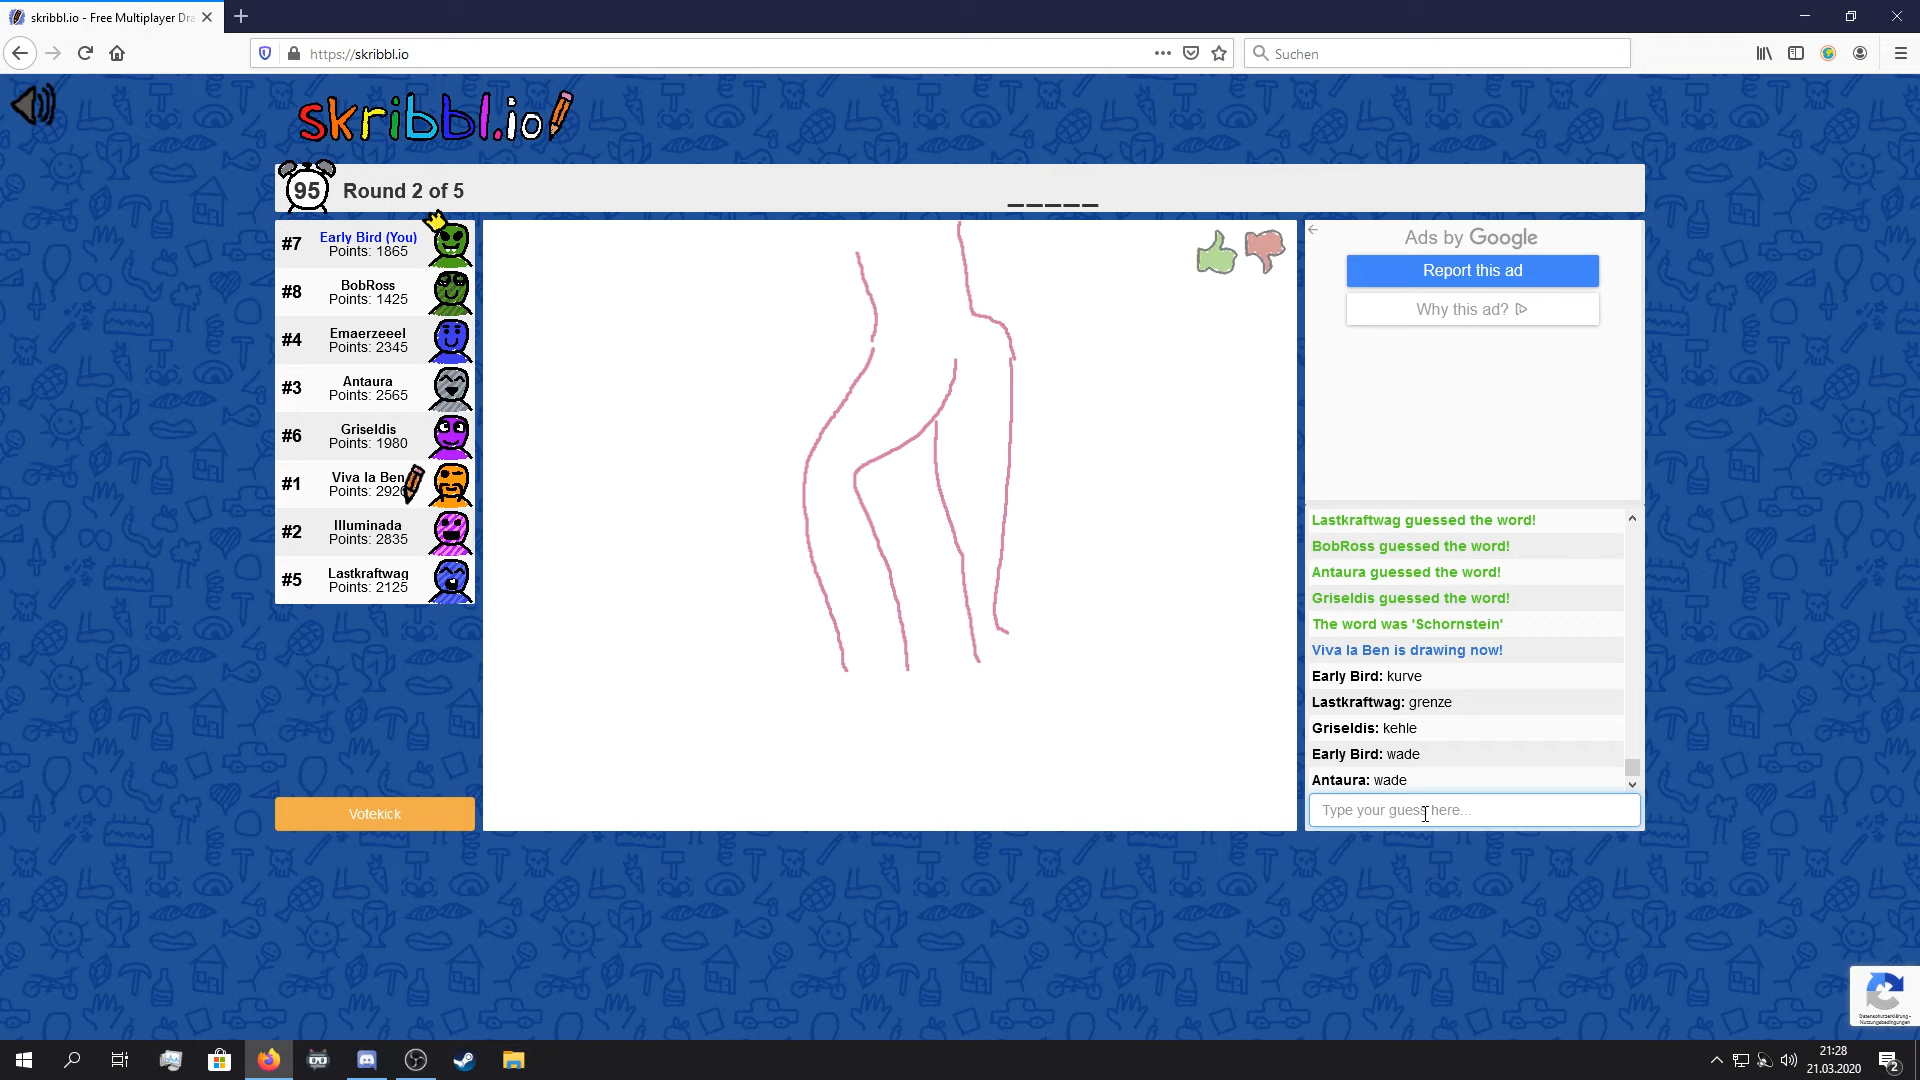 skribbl.io - Free Multiplayer Dra
https://skribbl.io
Suchen
skribbl.io
95
Round 2 of 5
_ _ _ _ _
#7 Early Bird (You)
Points: 1865
#8 BobRoss
Points: 1425
#4 Emaerzeeel
Points: 2345
#3 Antaura
Points: 2565
#6 Griseldis
Points: 1980
#1 Viva la Ben
Points: 2926
#2 Illuminada
Points: 2835
#5 Lastkraftwag
Points: 2125
Votekick
Ads by Google
Report this ad
Why this ad?
Lastkraftwag guessed the word!
BobRoss guessed the word!
Antaura guessed the word!
Griseldis guessed the word!
The word was 'Schornstein'
Viva la Ben is drawing now!
Early Bird: kurve
Lastkraftwag: grenze
Griseldis: kehle
Early Bird: wade
Antaura: wade
Type your guess here...
Datenschutzerklärung -
Nutzungsbedingungen
21:28
21.03.2020
2